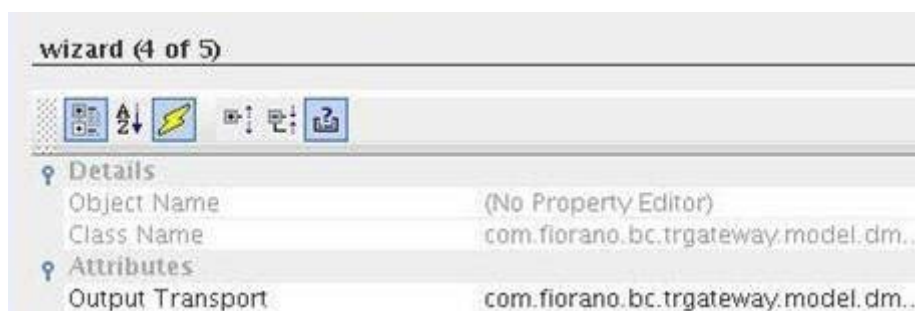 wizard (4 of 5)
Details
Object Name (No Property Editor)
Class Name com.fiorano.bc.trgateway.model.dm..
Attributes
Output Transport com.fiorano.bc.trgateway.model.dm..